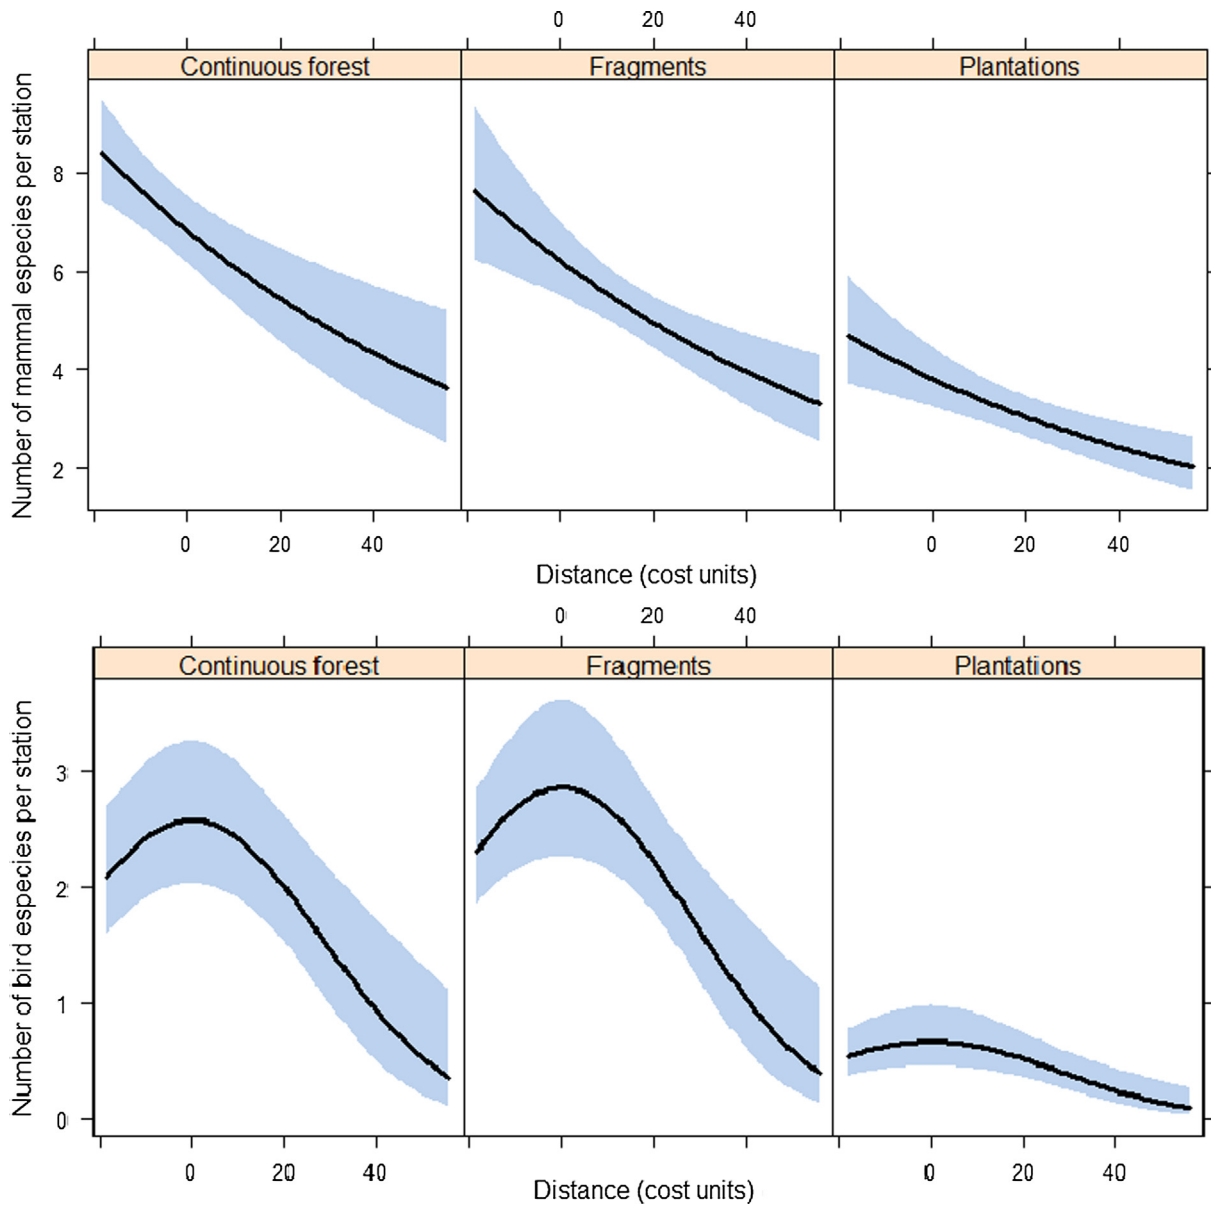 0 20 40
Continuous forest Fragments Plantations
Number of mammal especies per station
8
6
4
2
0 20 40 0 20 40
Distance (cost units)
0 20 40
Continuous forest Fragments Plantations
Number of bird especies per station
3
2
1
0
0 20 40 0 20 40
Distance (cost units)